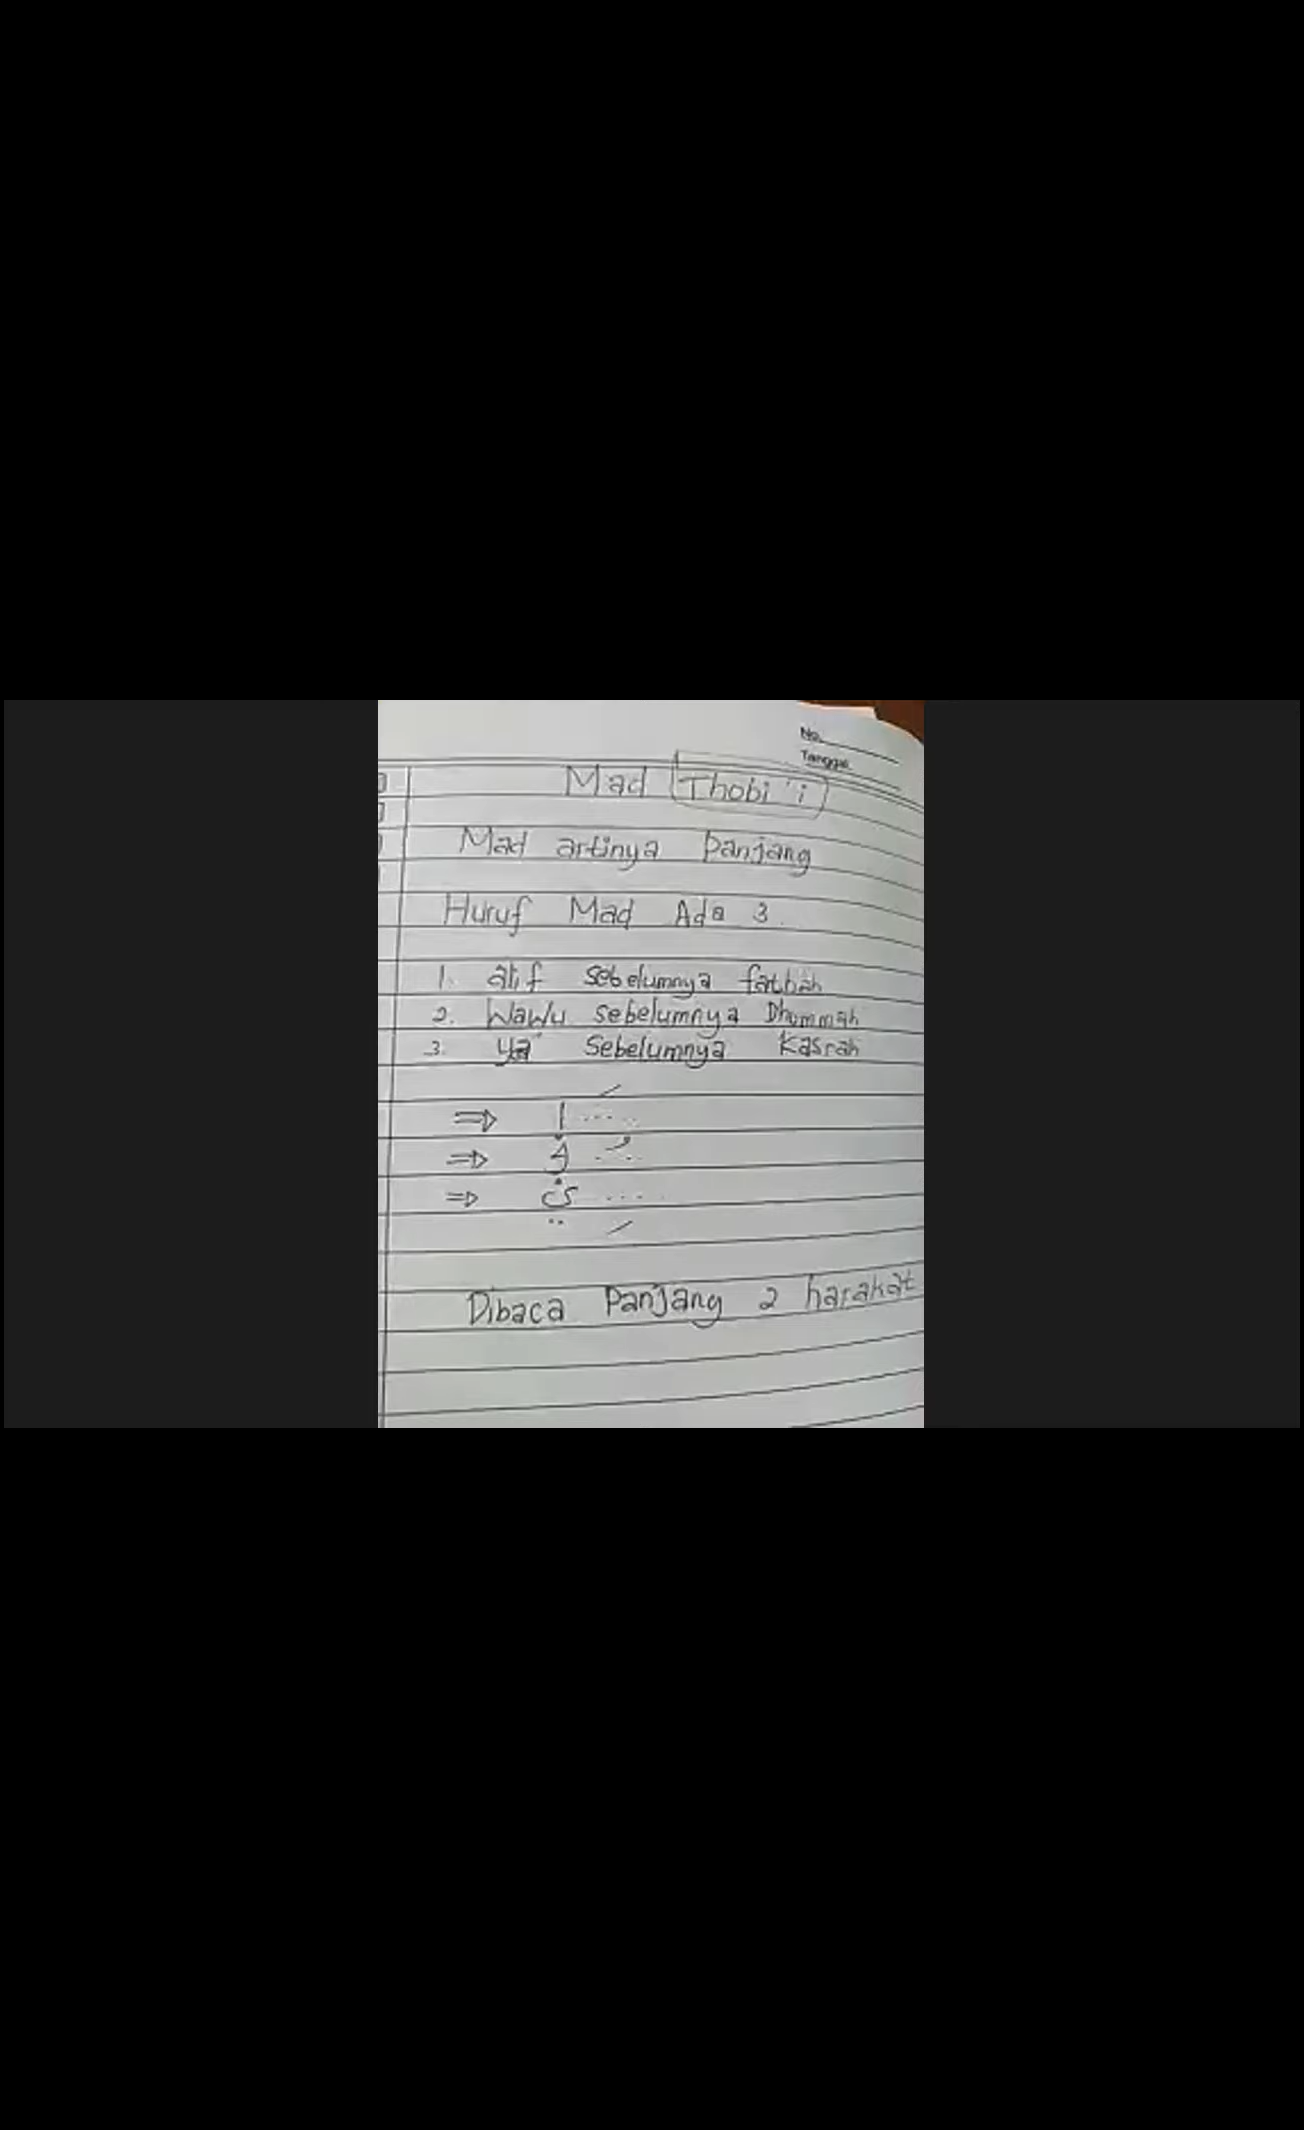 No.
Tanggal
Mad Thobi'i
Mad artinya Panjang
Huruf Mad Ada 3
1. alif sebelumnya fathah
2. Wawu sebelumnya Dhummah
3. ya' sebelumnya Kasrah
⇒ ا .....
⇒ وْ .....
⇒ يْ ....
Dibaca Panjang 2 harakat